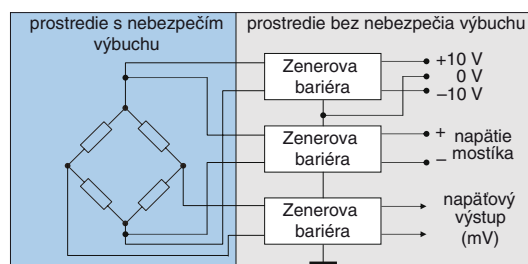 prostredie s nebezpečím
výbuchu
prostredie bez nebezpečia výbuchu
Zenerova
bariéra
+10 V
0 V
–10 V
Zenerova
bariéra
+
–
napätie
mostíka
Zenerova
bariéra
napäťový
výstup
(mV)